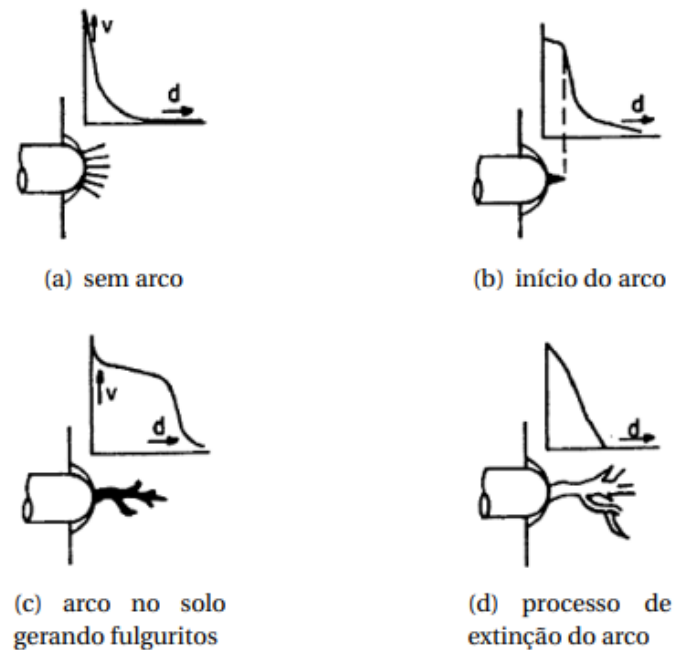 v
d
d
(a) sem arco
(b) início do arco
v
d
d
(c) arco no solo
gerando fulguritos
(d) processo de
extinção do arco